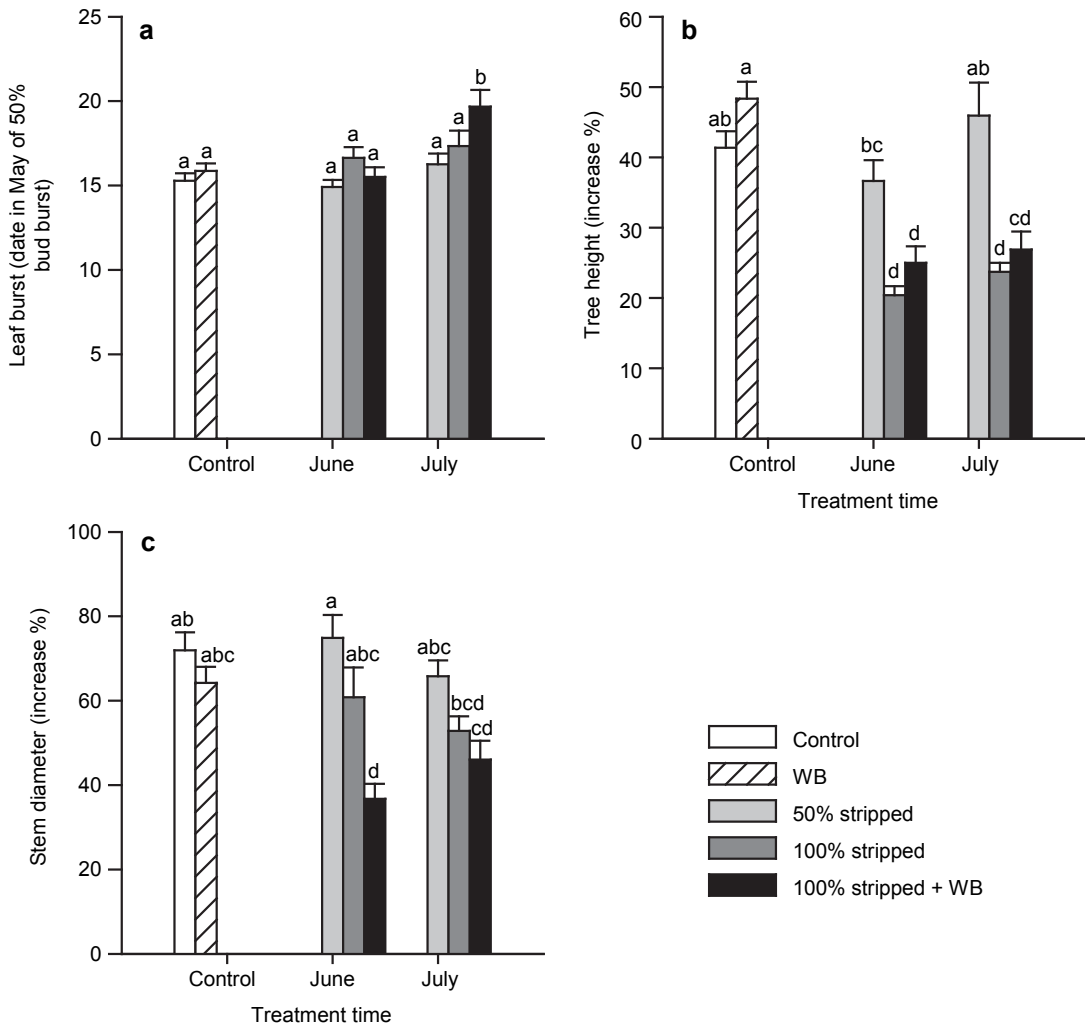 a
Leaf burst (date in May of 50%
bud burst)
25
20
15
10
5
0
a a
a a a
a a b
Control June July
b
Tree height (increase %)
60
50
40
30
20
10
0
ab a
bc d d
ab d cd
Control June July
Treatment time
c
Stem diameter (increase %)
100
80
60
40
20
0
ab abc
a abc d
abc bcd cd
Control June July
Treatment time
Control
WB
50% stripped
100% stripped
100% stripped + WB